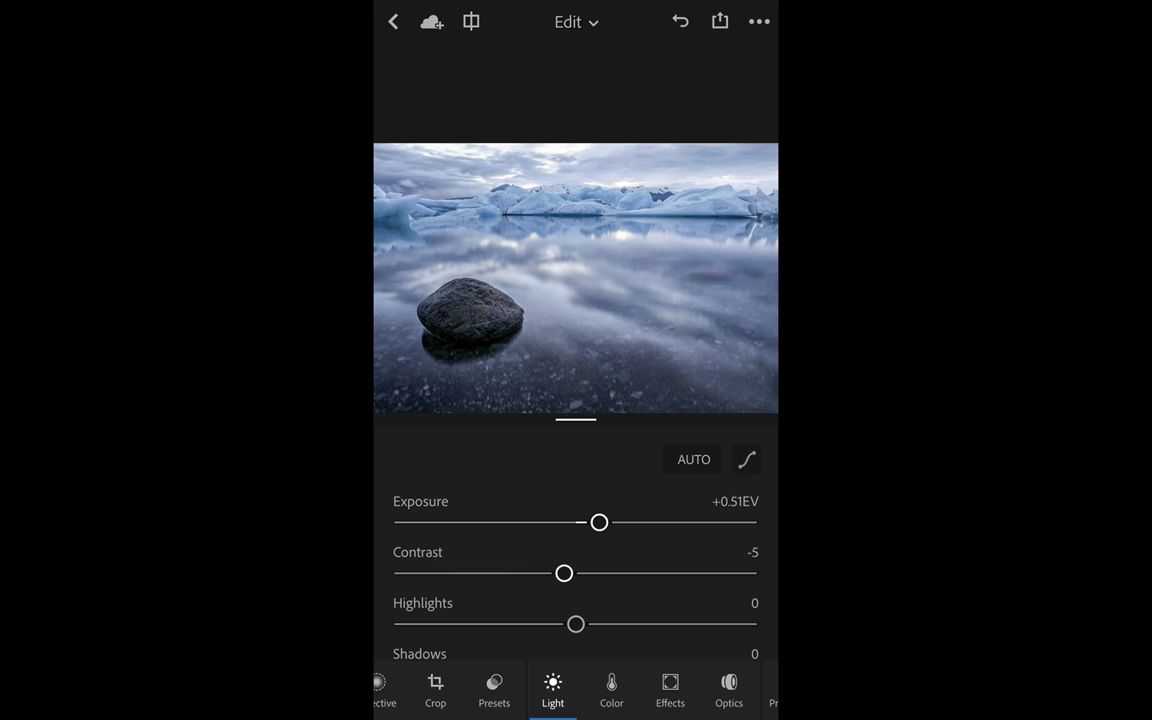 Edit
AUTO
Exposure +0.51EV
Contrast -5
Highlights 0
Shadows 0
ective Crop Presets Light Color Effects Optics Pr